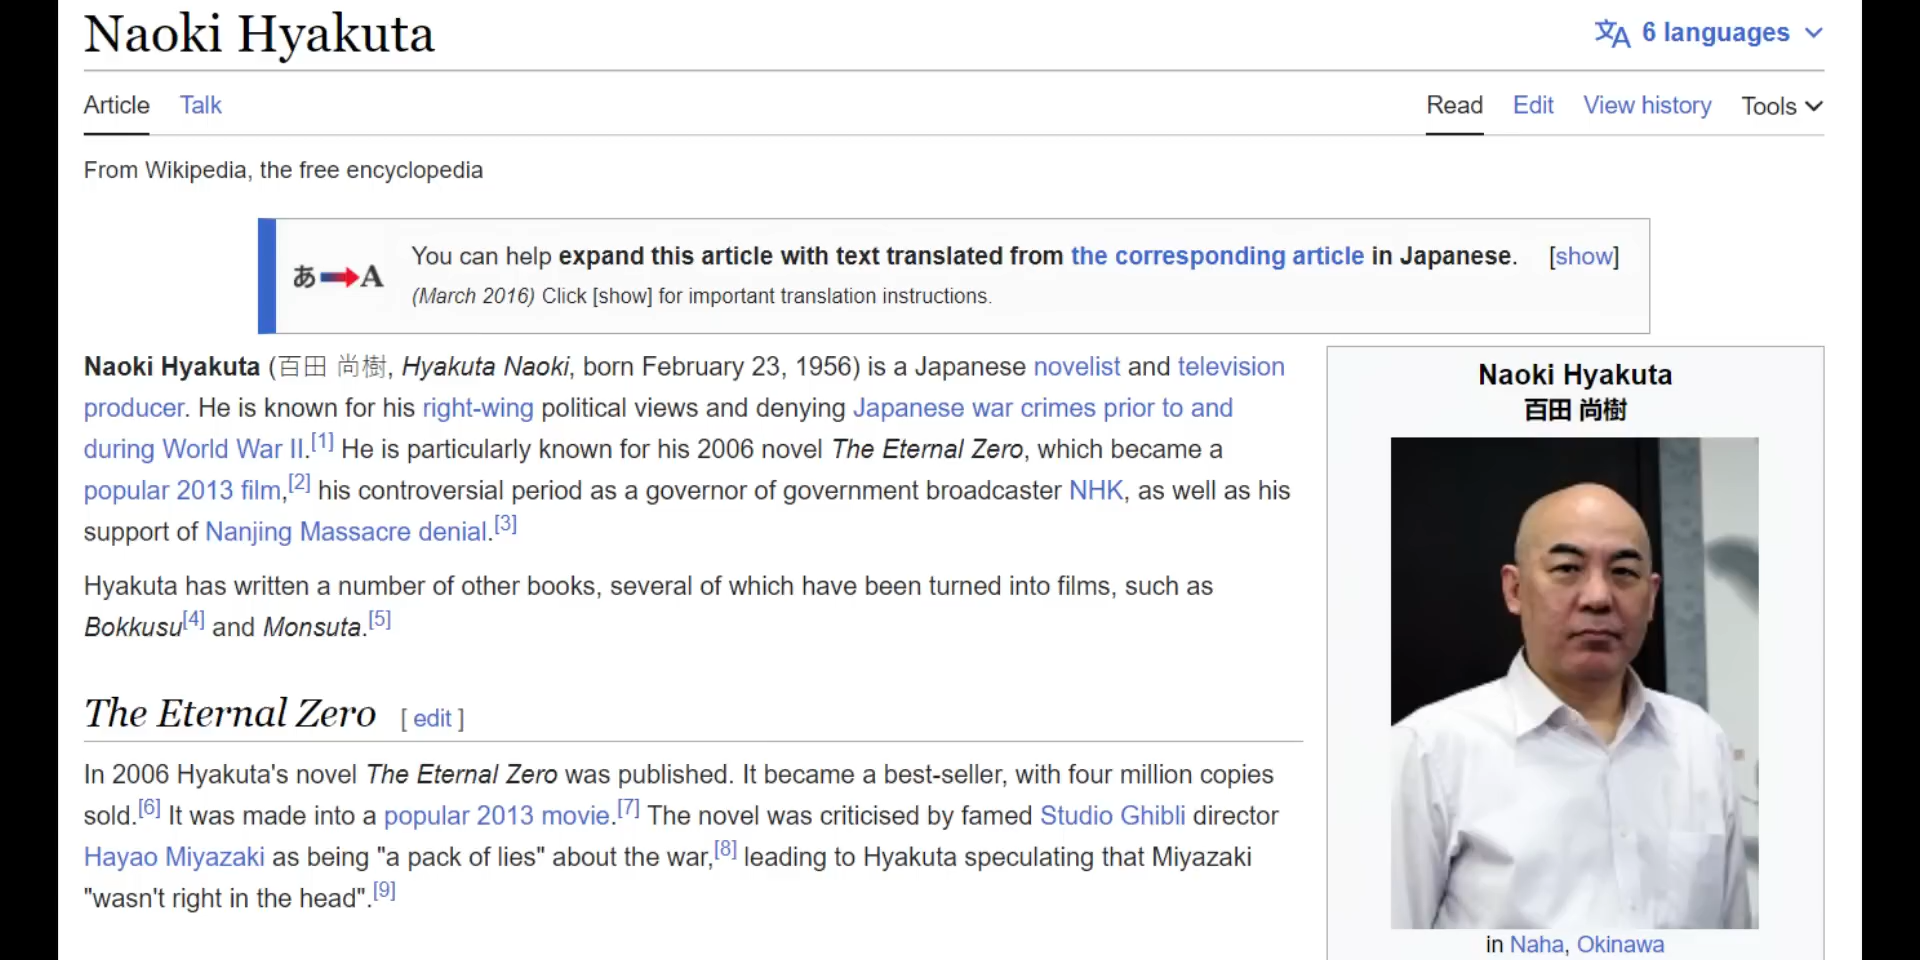 Naoki Hyakuta
文A 6 languages
Article Talk
Read Edit View history Tools
From Wikipedia, the free encyclopedia
あ A
You can help expand this article with text translated from the corresponding article in Japanese. [show]
(March 2016) Click [show] for important translation instructions.
Naoki Hyakuta (百田 尚樹, Hyakuta Naoki, born February 23, 1956) is a Japanese novelist and television
producer. He is known for his right-wing political views and denying Japanese war crimes prior to and
during World War II.[1] He is particularly known for his 2006 novel The Eternal Zero, which became a
popular 2013 film,[2] his controversial period as a governor of government broadcaster NHK, as well as his
support of Nanjing Massacre denial.[3]
Hyakuta has written a number of other books, several of which have been turned into films, such as
Bokkusu[4] and Monsuta.[5]
The Eternal Zero [ edit ]
In 2006 Hyakuta's novel The Eternal Zero was published. It became a best-seller, with four million copies
sold.[6] It was made into a popular 2013 movie.[7] The novel was criticised by famed Studio Ghibli director
Hayao Miyazaki as being "a pack of lies" about the war,[8] leading to Hyakuta speculating that Miyazaki
"wasn't right in the head".[9]
Naoki Hyakuta
百田 尚樹
in Naha, Okinawa